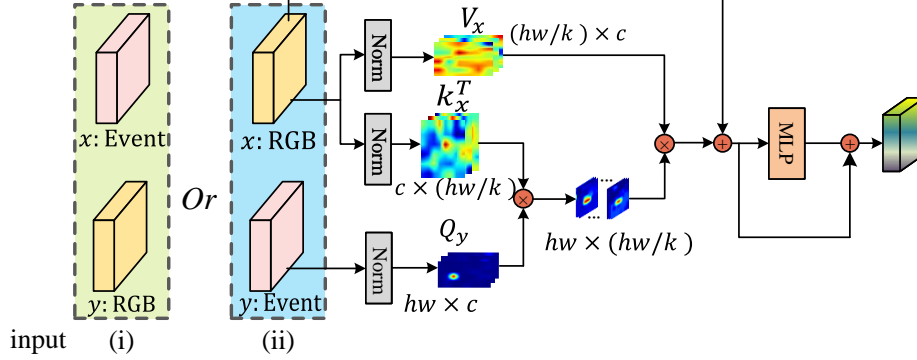 x: Event
y: RGB
Or
x: RGB
y: Event
input
(i)
(ii)
Norm
V_x
(hw/k) × c
Norm
k_x^T
c × (hw/k)
Norm
Q_y
hw × c
×
...
...
hw × (hw/k)
×
+
MLP
+